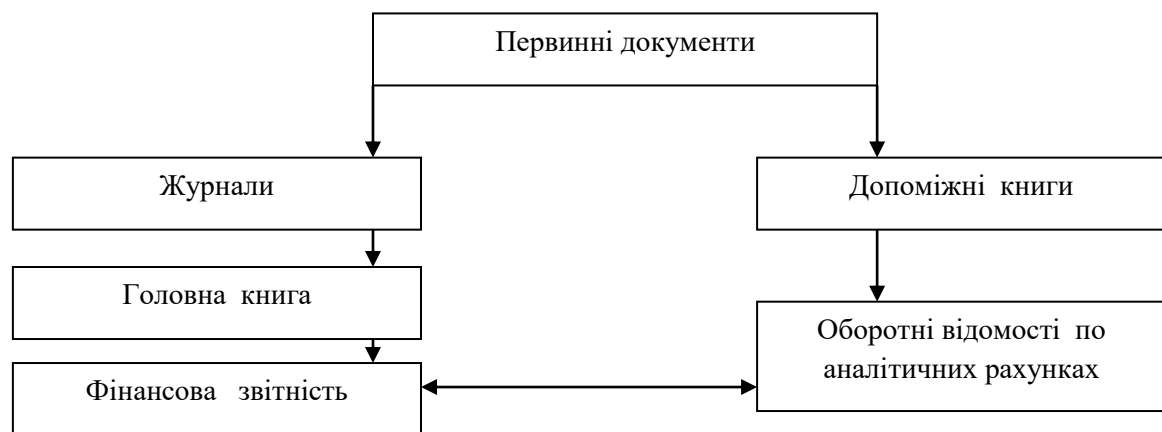 Первинні документи
Журнали
Допоміжні книги
Головна книга
Оборотні відомості по
аналітичних рахунках
Фінансова звітність